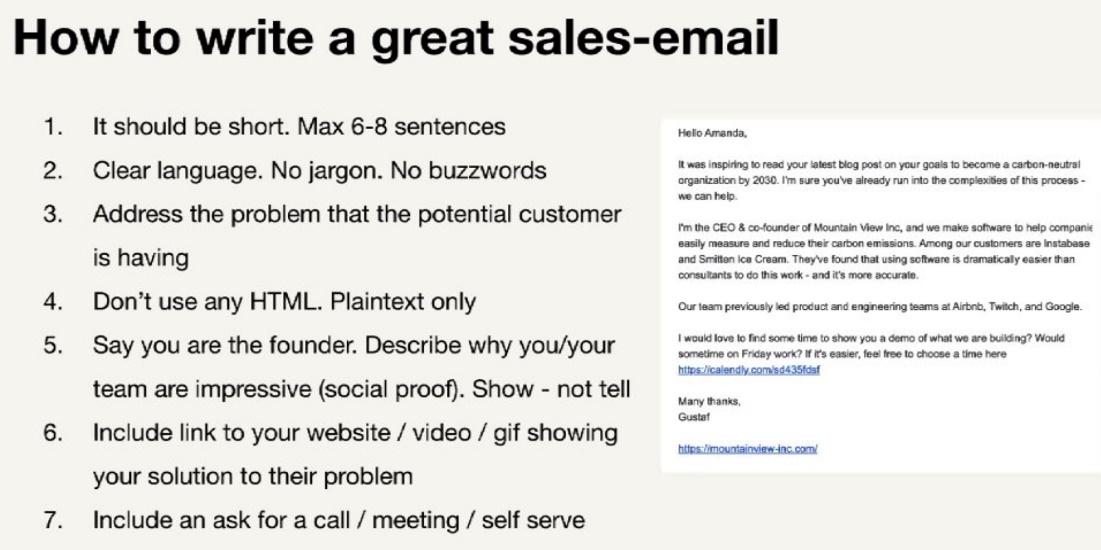 How to write a great sales-email
1. It should be short. Max 6-8 sentences
2. Clear language. No jargon. No buzzwords
3. Address the problem that the potential customer
is having
4. Don't use any HTML. Plaintext only
5. Say you are the founder. Describe why you/your
team are impressive (social proof). Show - not tell
6. Include link to your website / video / gif showing
your solution to their problem
7. Include an ask for a call / meeting / self serve
Hello Amanda,
It was inspiring to read your latest blog post on your goals to become a carbon-neutral
organization by 2030. I'm sure you've already run into the complexities of this process -
we can help.
I'm the CEO & co-founder of Mountain View Inc, and we make software to help companie
easily measure and reduce their carbon emissions. Among our customers are Instabase
and Smitten Ice Cream. They've found that using software is dramatically easier than
consultants to do this work - and it's more accurate.
Our team previously led product and engineering teams at Airbnb, Twitch, and Google.
I would love to find some time to show you a demo of what we are building? Would
sometime on Friday work? If it's easier, feel free to choose a time here
https://calendly.com/sd435fdsf
Many thanks,
Gustaf
https://mountainview-inc.com/